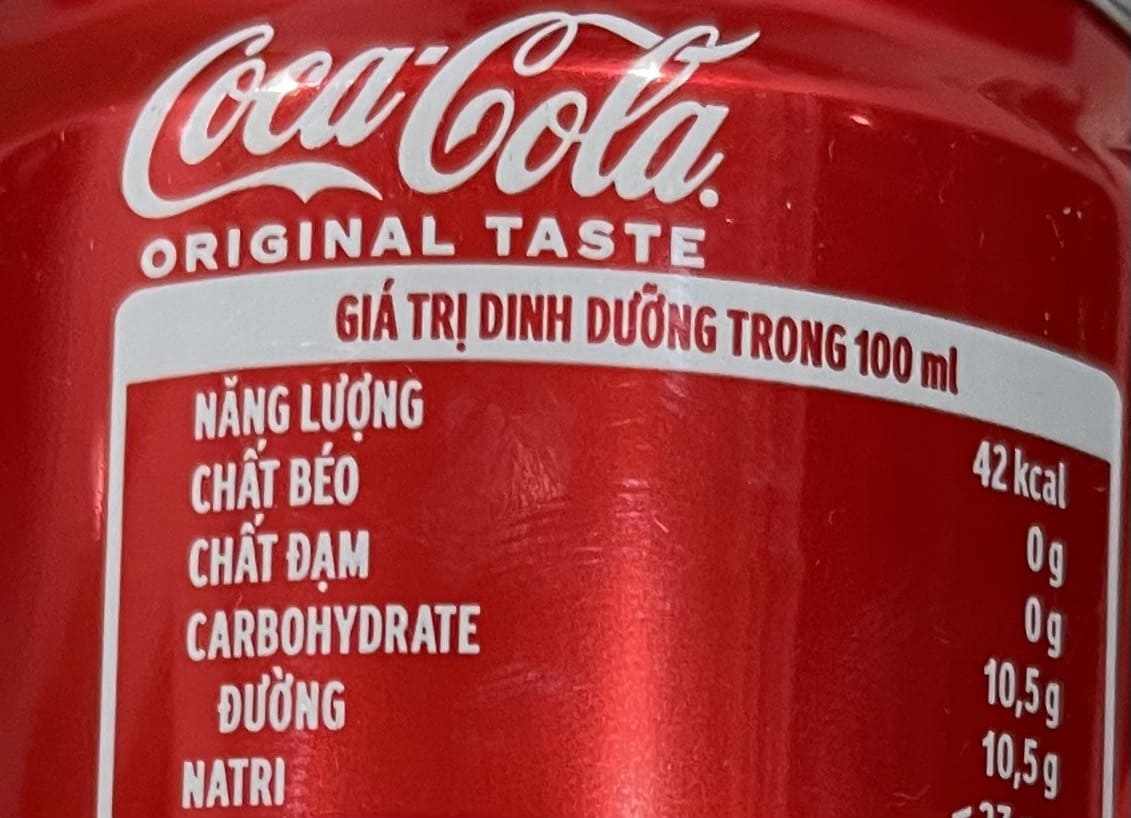 Coca-Cola
ORIGINAL TASTE
GIÁ TRỊ DINH DƯỠNG TRONG 100 ml
NĂNG LƯỢNG 42 kcal
CHẤT BÉO 0 g
CHẤT ĐẠM 0 g
CARBOHYDRATE 10,5 g
ĐƯỜNG 10,5 g
NATRI